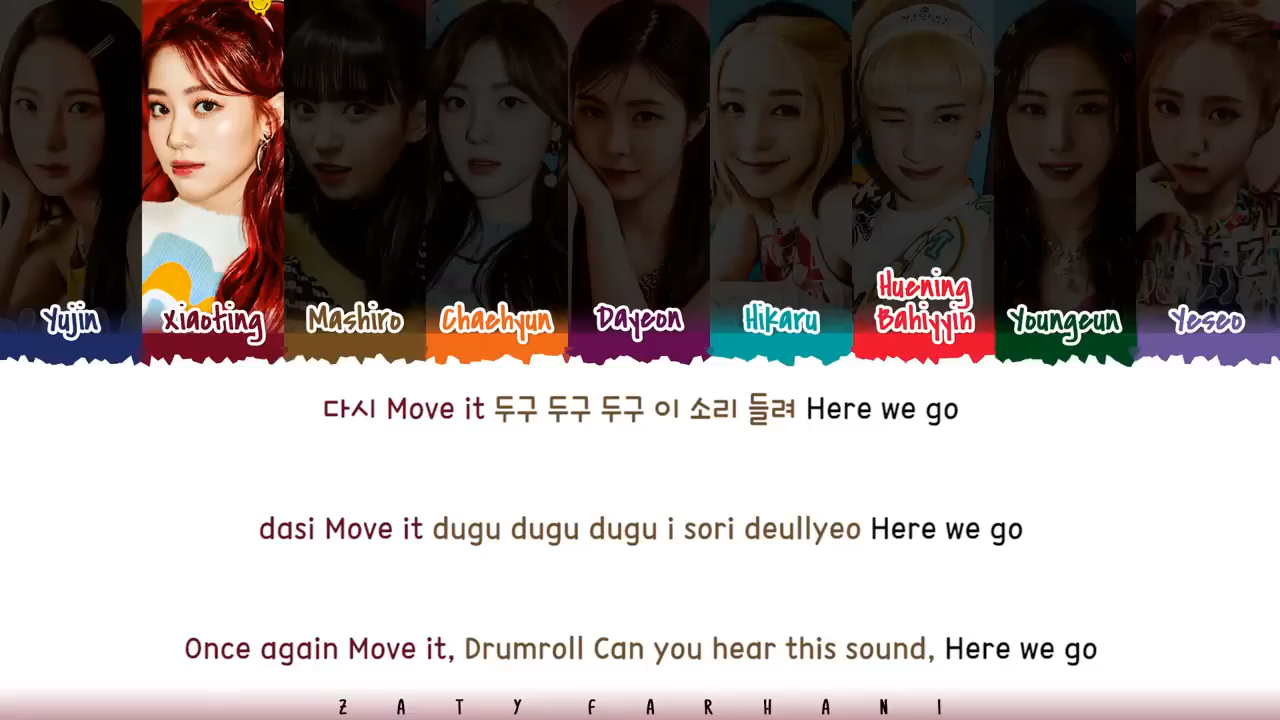 Yujin
Xiaoting
Mashiro
Chaehyun
Dayeon
Hikaru
Huening
Bahiyyih
Youngeun
Yeseo
다시 Move it 두구 두구 두구 이 소리 들려 Here we go
dasi Move it dugu dugu dugu i sori deullyeo Here we go
Once again Move it, Drumroll Can you hear this sound, Here we go
ZATY FARHANI